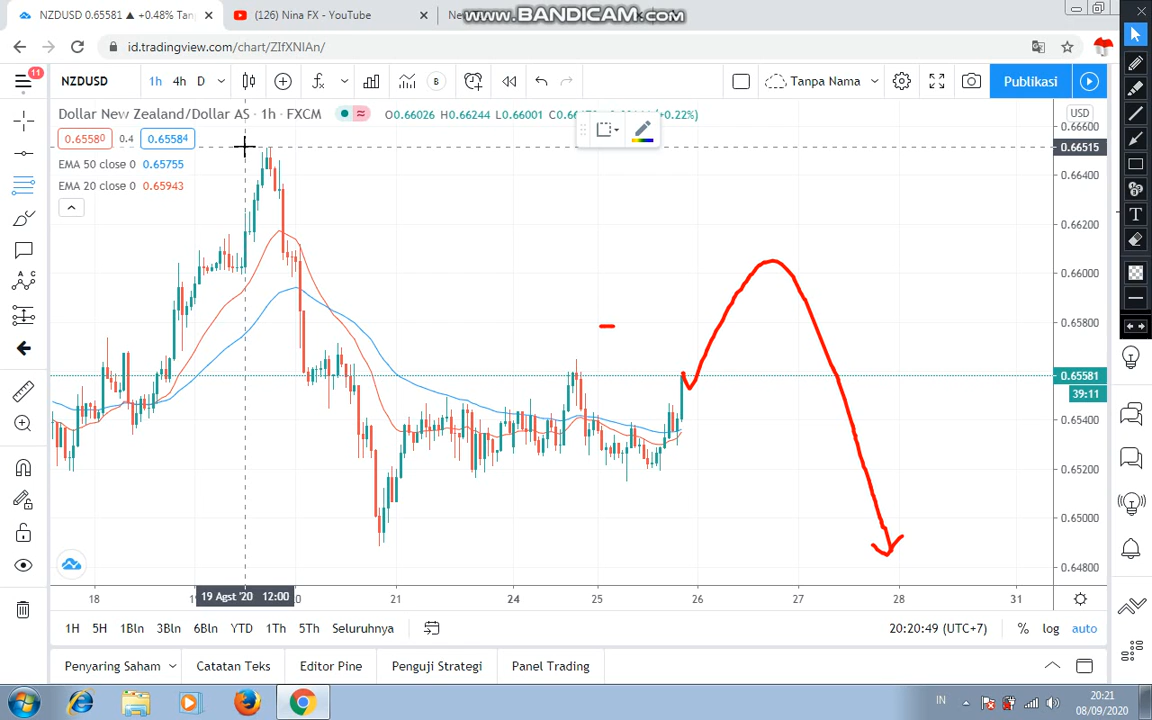 NZDUSD 0.65581 ▲ +0.48% Tan
(126) Nina FX - YouTube
Ne
www.BANDICAM.com
id.tradingview.com/chart/ZIfXNIAn/
11
NZDUSD
1h 4h D
Tanpa Nama
Publikasi
Dollar New Zealand/Dollar AS · 1h · FXCM
O0.66026 H0.66244 L0.66001
+0.22%)
0.65580 0.4 0.65584
EMA 50 close 0 0.65755
EMA 20 close 0 0.65943
USD
0.66600
0.66515
0.66400
0.66200
0.66000
0.65800
0.65581
39:11
0.65400
0.65200
0.65000
0.64800
18
19 Agst '20 12:00
21 24 25 26 27 28 31
1H 5H 1Bln 3Bln 6Bln YTD 1Th 5Th Seluruhnya
20:20:49 (UTC+7) % log auto
Penyaring Saham Catatan Teks Editor Pine Penguji Strategi Panel Trading
IN
20:21
08/09/2020